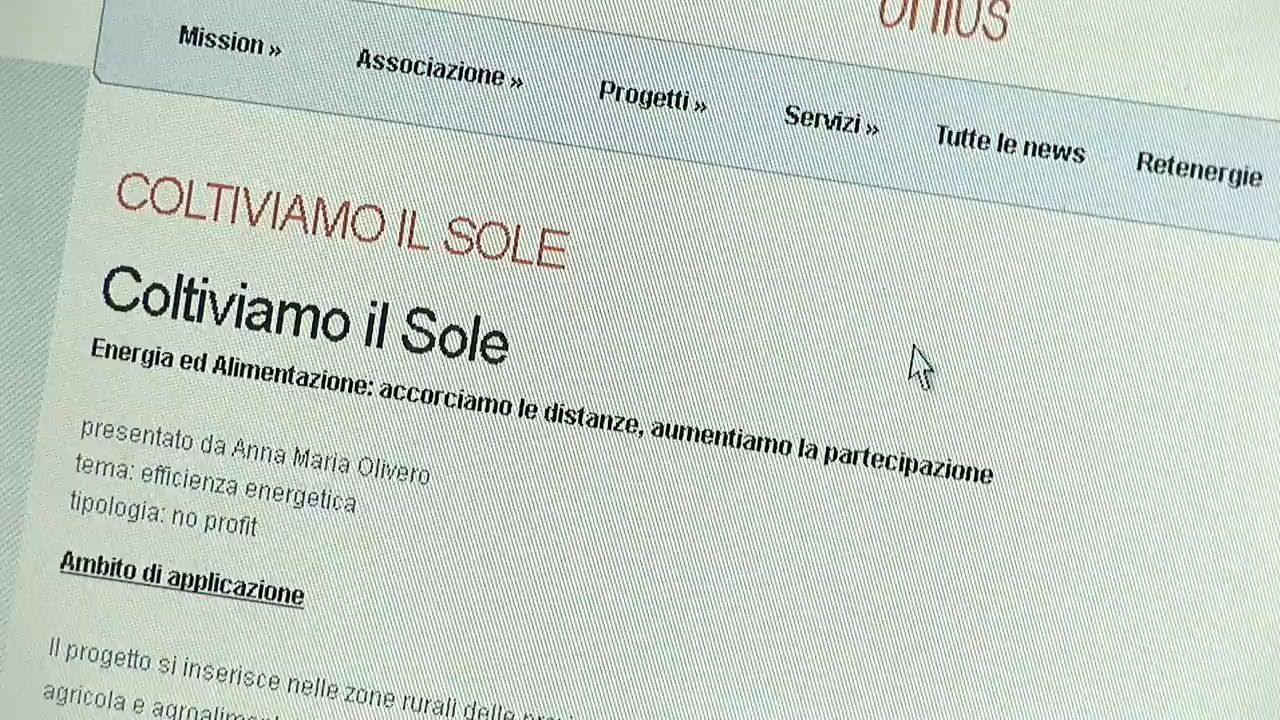 onlus
Mission »
Associazione »
Progetti »
Servizi »
Tutte le news
Retenergie
COLTIVIAMO IL SOLE
Coltiviamo il Sole
Energia ed Alimentazione: accorciamo le distanze, aumentiamo la partecipazione
presentato da Anna Maria Olivero
tema: efficienza energetica
tipologia: no profit
Ambito di applicazione
Il progetto si inserisce nelle zone rurali delle
agricola e